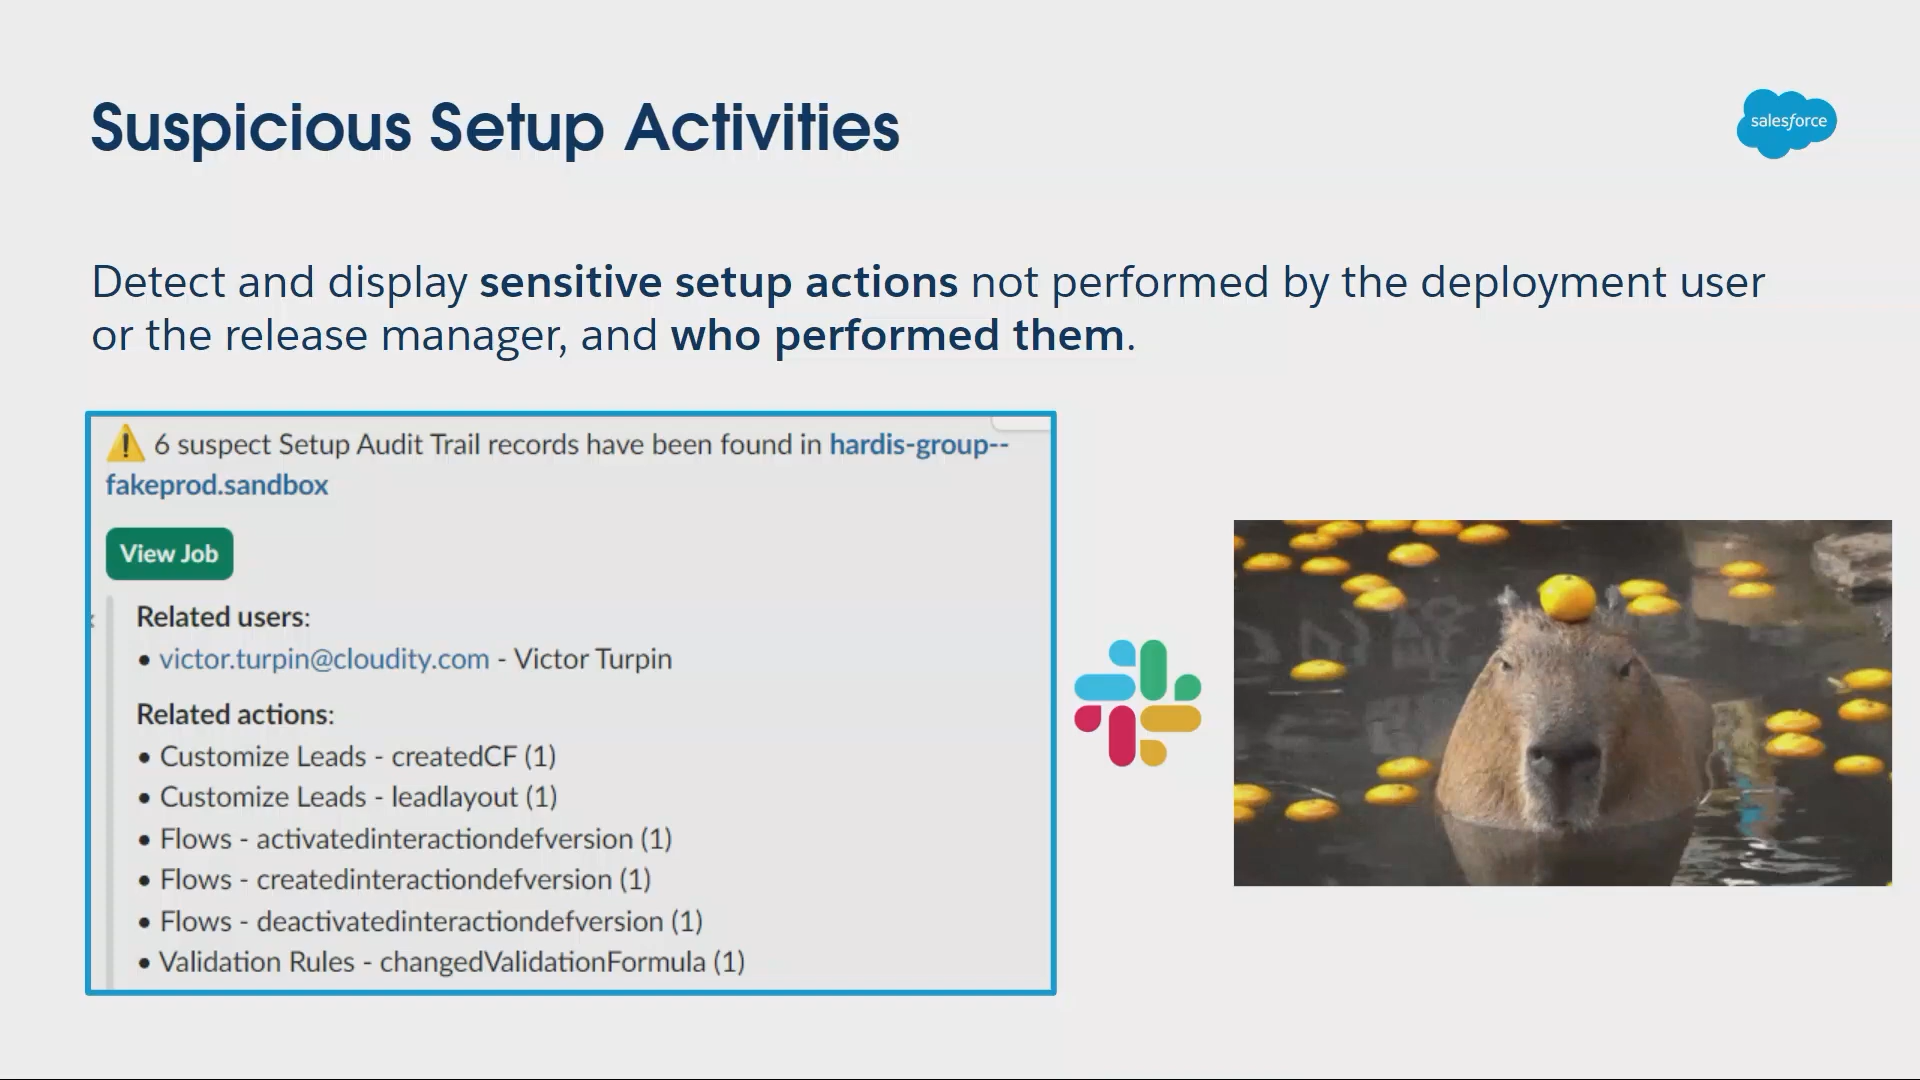 Suspicious Setup Activities
salesforce
Detect and display sensitive setup actions not performed by the deployment user
or the release manager, and who performed them.
⚠️ 6 suspect Setup Audit Trail records have been found in hardis-group--
fakeprod.sandbox
View Job
Related users:
• victor.turpin@cloudity.com - Victor Turpin
Related actions:
• Customize Leads - createdCF (1)
• Customize Leads - leadlayout (1)
• Flows - activatedinteractiondefversion (1)
• Flows - createdinteractiondefversion (1)
• Flows - deactivatedinteractiondefversion (1)
• Validation Rules - changedValidationFormula (1)